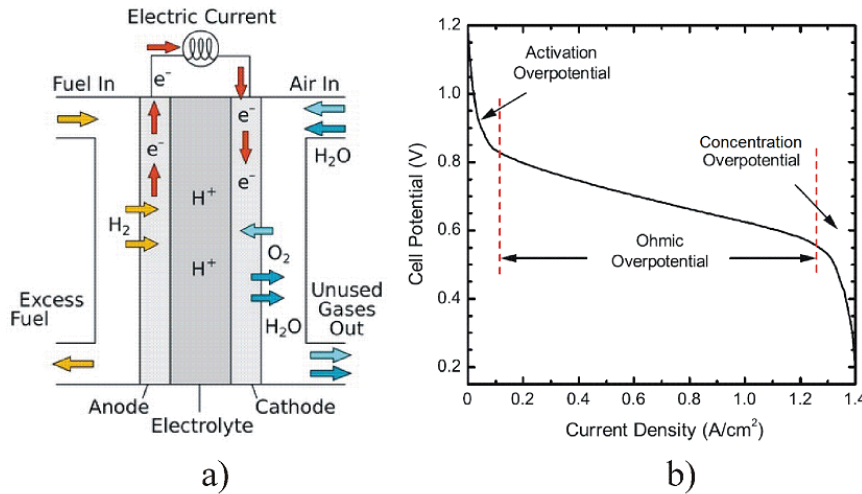 Electric Current
Fuel In
e⁻
Air In
e⁻
e⁻
H₂O
e⁻
H⁺
H₂
O₂
H⁺
Excess
Fuel
H₂O
Unused
Gases
Out
Anode
Cathode
Electrolyte
a)
Cell Potential (V)
1.2
1.0
0.8
0.6
0.4
0.2
Activation
Overpotential
Concentration
Overpotential
Ohmic
Overpotential
0
0.2
0.4
0.6
0.8
1.0
1.2
1.4
Current Density (A/cm²)
b)